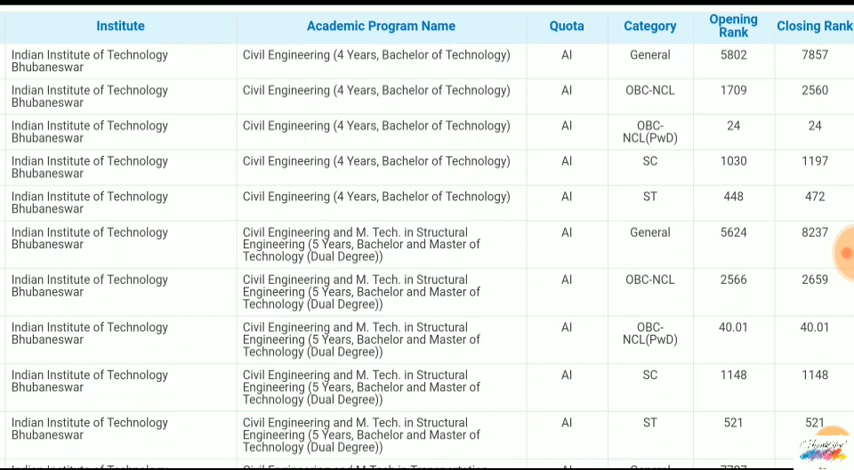 Institute Academic Program Name Quota Category Opening Rank Closing Rank
Indian Institute of Technology Bhubaneswar Civil Engineering (4 Years, Bachelor of Technology) AI General 5802 7857
Indian Institute of Technology Bhubaneswar Civil Engineering (4 Years, Bachelor of Technology) AI OBC-NCL 1709 2560
Indian Institute of Technology Bhubaneswar Civil Engineering (4 Years, Bachelor of Technology) AI OBC-NCL(PwD) 24 24
Indian Institute of Technology Bhubaneswar Civil Engineering (4 Years, Bachelor of Technology) AI SC 1030 1197
Indian Institute of Technology Bhubaneswar Civil Engineering (4 Years, Bachelor of Technology) AI ST 448 472
Indian Institute of Technology Bhubaneswar Civil Engineering and M. Tech. in Structural Engineering (5 Years, Bachelor and Master of Technology (Dual Degree)) AI General 5624 8237
Indian Institute of Technology Bhubaneswar Civil Engineering and M. Tech. in Structural Engineering (5 Years, Bachelor and Master of Technology (Dual Degree)) AI OBC-NCL 2566 2659
Indian Institute of Technology Bhubaneswar Civil Engineering and M. Tech. in Structural Engineering (5 Years, Bachelor and Master of Technology (Dual Degree)) AI OBC-NCL(PwD) 40.01 40.01
Indian Institute of Technology Bhubaneswar Civil Engineering and M. Tech. in Structural Engineering (5 Years, Bachelor and Master of Technology (Dual Degree)) AI SC 1148 1148
Indian Institute of Technology Bhubaneswar Civil Engineering and M. Tech. in Structural Engineering (5 Years, Bachelor and Master of Technology (Dual Degree)) AI ST 521 521